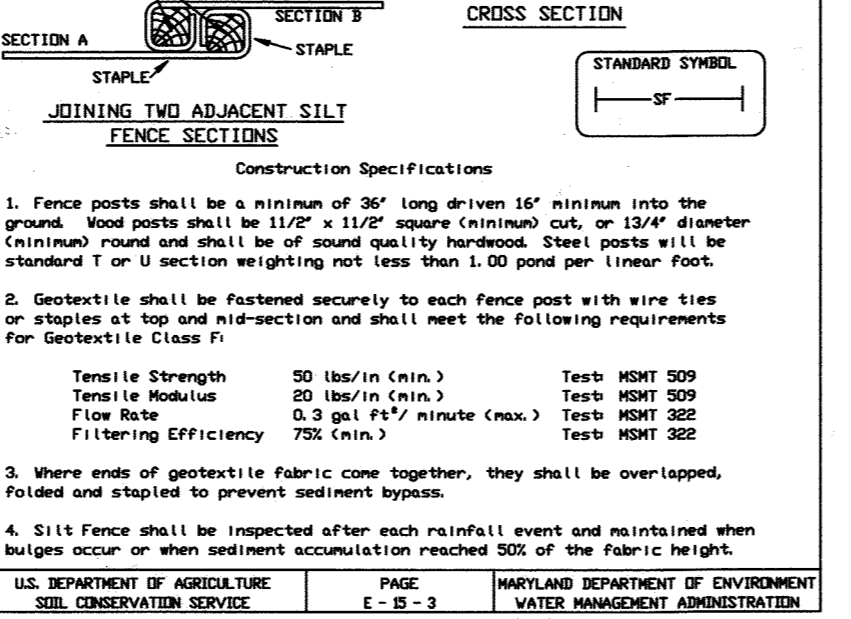 SECTION B
CROSS SECTION
SECTION A
STAPLE
STAPLE
STANDARD SYMBOL
SF
JOINING TWO ADJACENT SILT
FENCE SECTIONS
Construction Specifications
1. Fence posts shall be a minimum of 36" long driven 16" minimum into the
ground. Wood posts shall be 11/2" x 11/2" square (minimum) cut, or 13/4" diameter
(minimum) round and shall be of sound quality hardwood. Steel posts will be
standard T or U section weighting not less than 1.00 pond per linear foot.
2. Geotextile shall be fastened securely to each fence post with wire ties
or staples at top and mid-section and shall meet the following requirements
for Geotextile Class F:
Tensile Strength 50 lbs/in (min.) Test: MSMT 509
Tensile Modulus 20 lbs/in (min.) Test: MSMT 509
Flow Rate 0.3 gal ft²/ minute (max.) Test: MSMT 322
Filtering Efficiency 75% (min.) Test: MSMT 322
3. Where ends of geotextile fabric come together, they shall be overlapped,
folded and stapled to prevent sediment bypass.
4. Silt Fence shall be inspected after each rainfall event and maintained when
bulges occur or when sediment accumulation reached 50% of the fabric height.
U.S. DEPARTMENT OF AGRICULTURE PAGE MARYLAND DEPARTMENT OF ENVIRONMENT
SOIL CONSERVATION SERVICE E - 15 - 3 WATER MANAGEMENT ADMINISTRATION